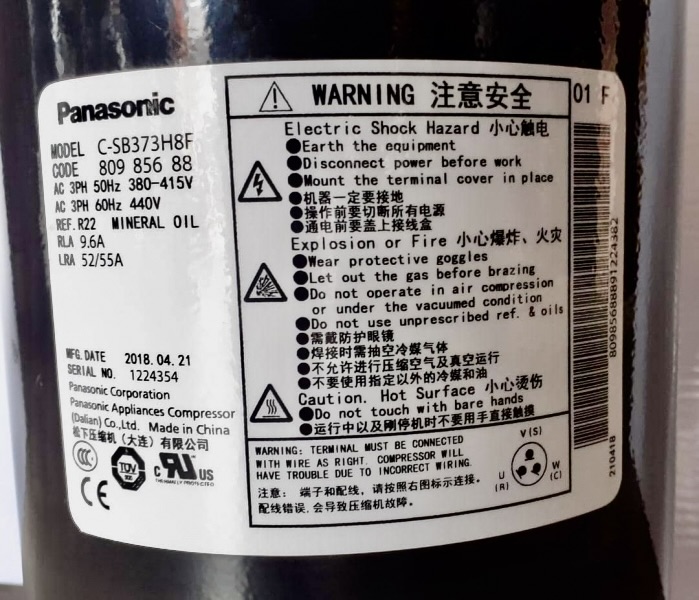 Panasonic
MODEL C-SB373H8F
CODE 809 856 88
AC 3PH 50Hz 380-415V
AC 3PH 60Hz 440V
REF. R22 MINERAL OIL
RLA 9.6A
LRA 52/55A
MFG. DATE 2018. 04. 21
SERIAL NO. 1224354
Panasonic Corporation
Panasonic Appliances Compressor
(Dalian) Co., Ltd. Made in China
松下压缩机（大连）有限公司
CCC
TÜV
c UR US
CE
WARNING 注意安全
Electric Shock Hazard 小心触电
●Earth the equipment
●Disconnect power before work
●Mount the terminal cover in place
●机器一定要接地
●操作前要切断所有电源
●通电前要盖上接线盒
Explosion or Fire 小心爆炸、火灾
●Wear protective goggles
●Let out the gas before brazing
●Do not operate in air compression
or under the vacuumed condition
●Do not use unprescribed ref. & oils
●需戴防护眼镜
●焊接时需抽空冷媒气体
●不允许进行压缩空气及真空运行
●不要使用指定以外的冷媒和油
Caution. Hot Surface 小心烫伤
●Do not touch with bare hands
●运行中以及刚停机时不要用手直接触摸
WARNING: TERMINAL MUST BE CONNECTED
WITH WIRE AS RIGHT. COMPRESSOR WILL
HAVE TROUBLE DUE TO INCORRECT WIRING.
注意: 端子和配线, 请按照右图标示连接.
配线错误, 会导致压缩机故障.
V (S)
U (R)
W (C)
01 F
80985688891224382
210418